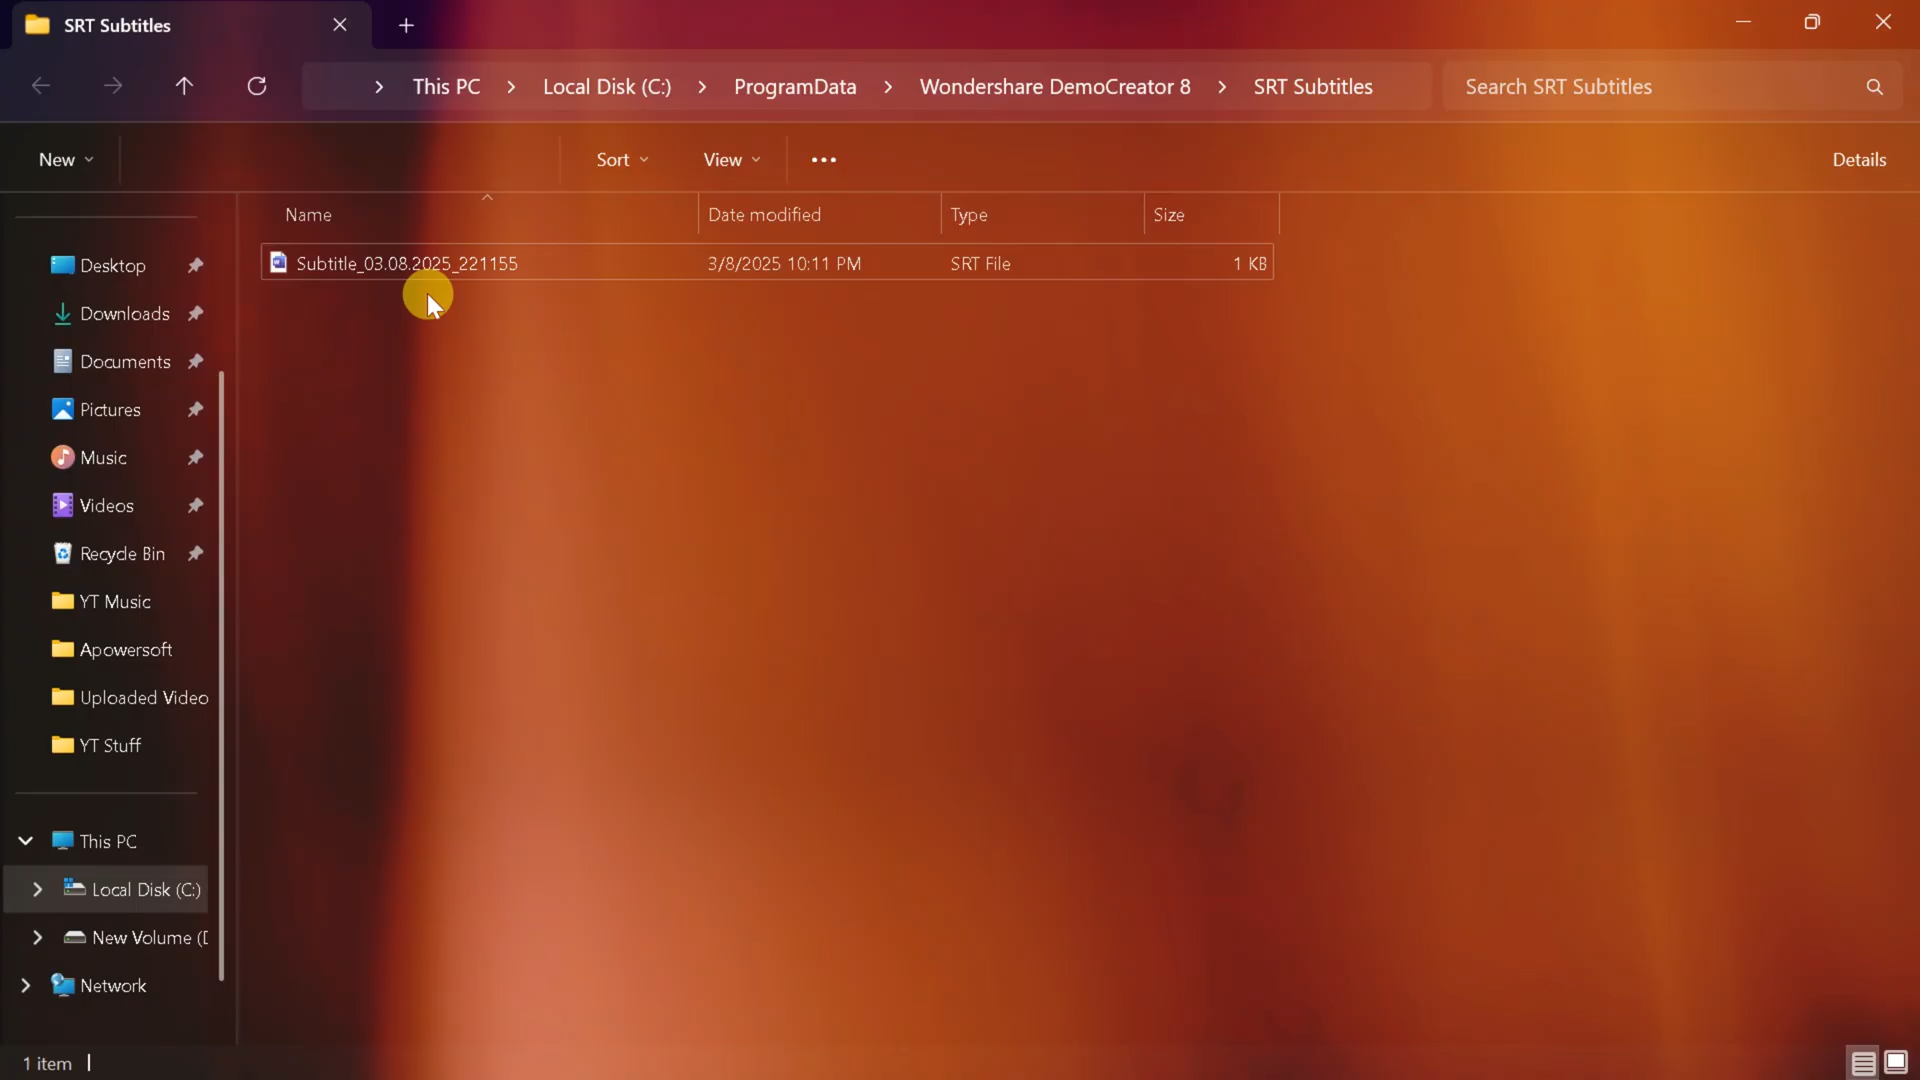 SRT Subtitles
This PC > Local Disk (C:) > ProgramData > Wondershare DemoCreator 8 > SRT Subtitles
Search SRT Subtitles
New
Sort
View
Details
Name
Date modified
Type
Size
Subtitle_03.08.2025_221155
3/8/2025 10:11 PM
SRT File
1 KB
Desktop
Downloads
Documents
Pictures
Music
Videos
Recycle Bin
YT Music
Apowersoft
Uploaded Video
YT Stuff
This PC
Local Disk (C:)
New Volume (
Network
1 item